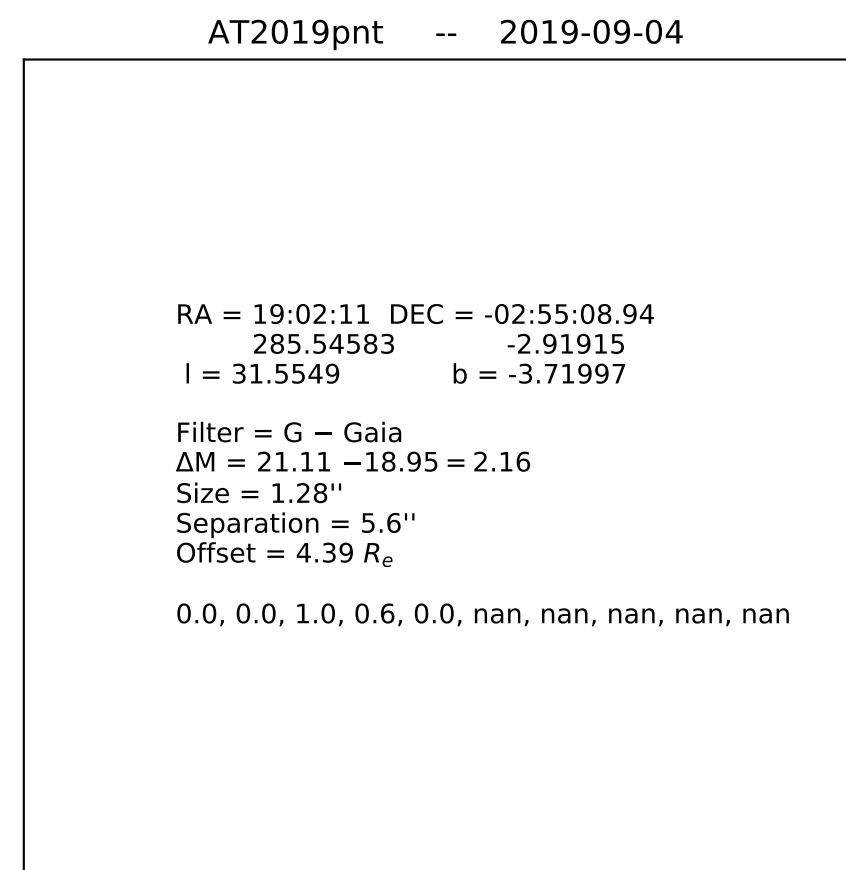 AT2019pnt -- 2019-09-04
RA = 19:02:11 DEC = -02:55:08.94
285.54583 -2.91915
l = 31.5549 b = -3.71997
Filter = G − Gaia
ΔM = 21.11 −18.95 = 2.16
Size = 1.28''
Separation = 5.6''
Offset = 4.39 Rₑ
0.0, 0.0, 1.0, 0.6, 0.0, nan, nan, nan, nan, nan